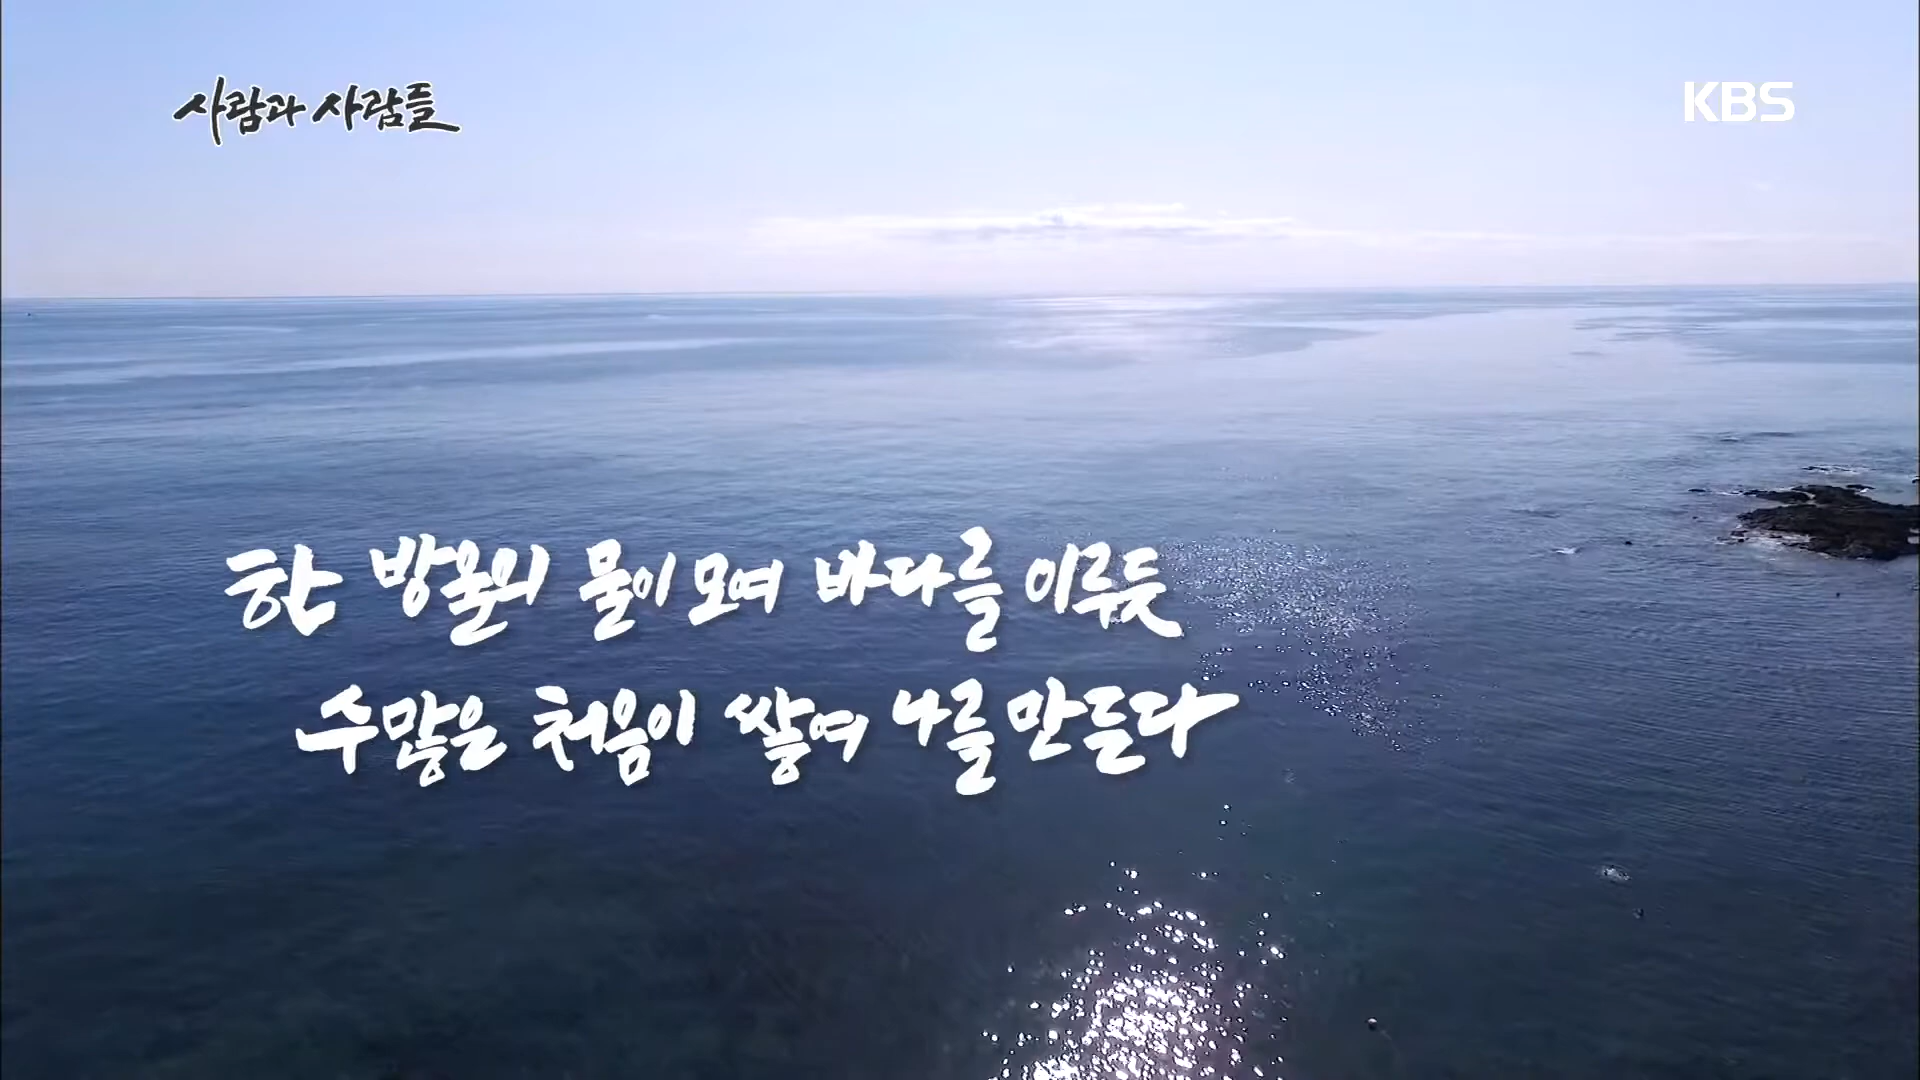 사람과 사람들
KBS
한 방울의 물이 모여 바다를 이루듯
수많은 처음이 쌓여 나를 만든다